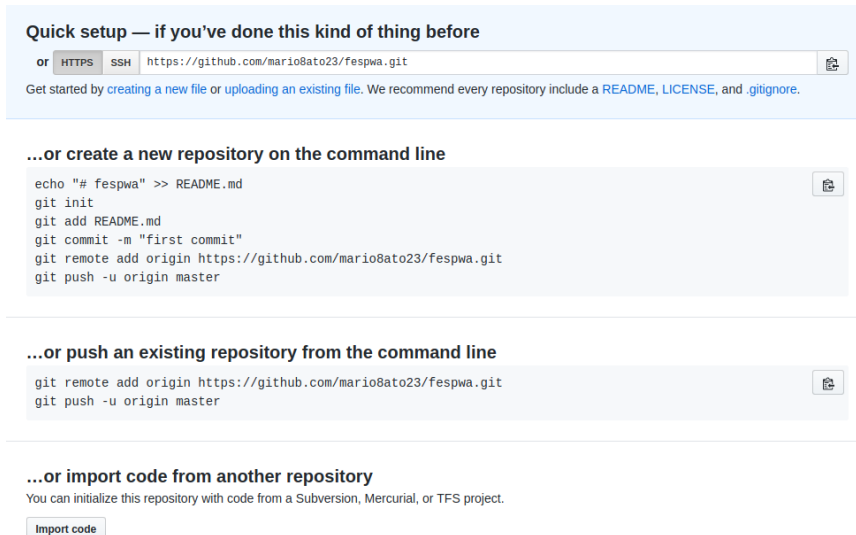 Quick setup — if you’ve done this kind of thing before
or HTTPS SSH https://github.com/mario8ato23/fespwa.git
Get started by creating a new file or uploading an existing file. We recommend every repository include a README, LICENSE, and .gitignore.
…or create a new repository on the command line
echo "# fespwa" >> README.md
git init
git add README.md
git commit -m "first commit"
git remote add origin https://github.com/mario8ato23/fespwa.git
git push -u origin master
…or push an existing repository from the command line
git remote add origin https://github.com/mario8ato23/fespwa.git
git push -u origin master
…or import code from another repository
You can initialize this repository with code from a Subversion, Mercurial, or TFS project.
Import code